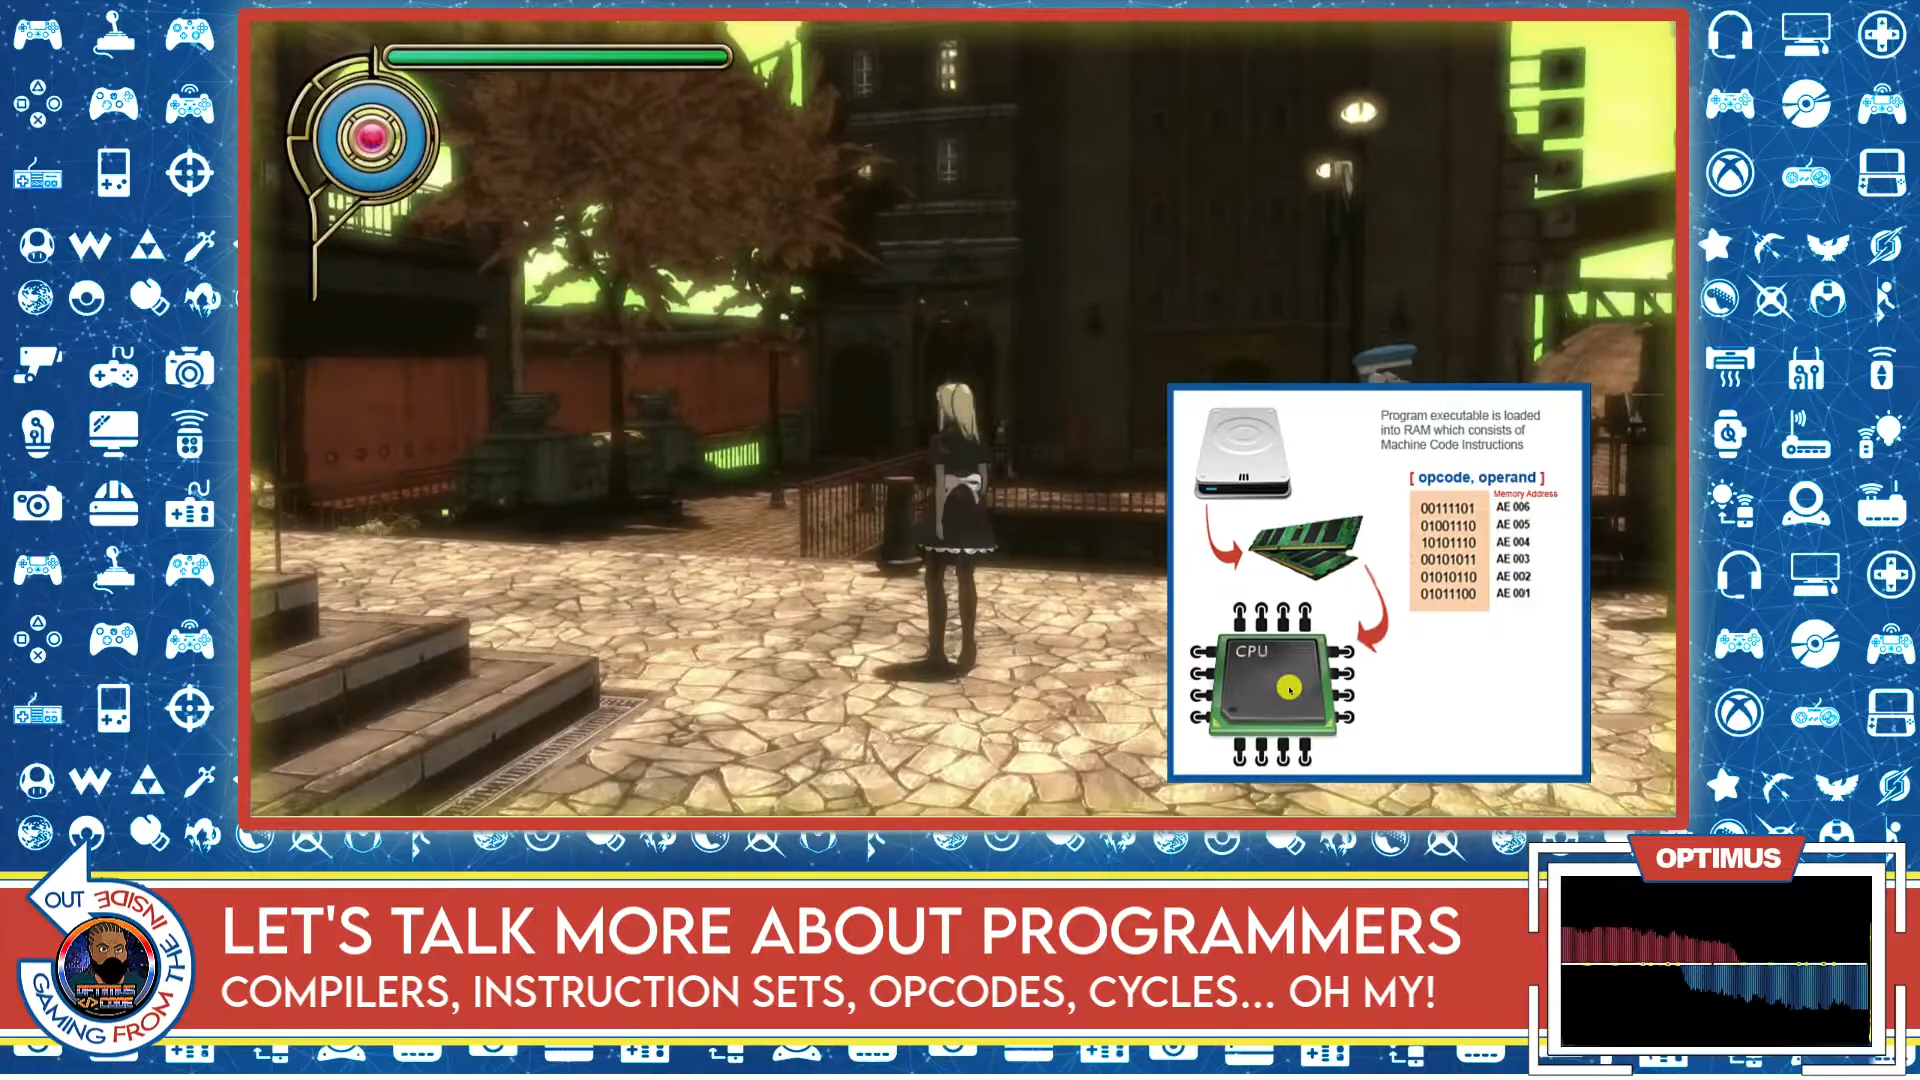 Program executable is loaded
into RAM which consists of
Machine Code Instructions
[ opcode, operand ]
Memory Address
00111101 AE 006
01001110 AE 005
10101110 AE 004
00101011 AE 003
01010110 AE 002
01011100 AE 001
CPU
OPTIMUS
GAMING FROM THE INSIDE OUT
OPTIMUS
CODE
LET'S TALK MORE ABOUT PROGRAMMERS
COMPILERS, INSTRUCTION SETS, OPCODES, CYCLES... OH MY!